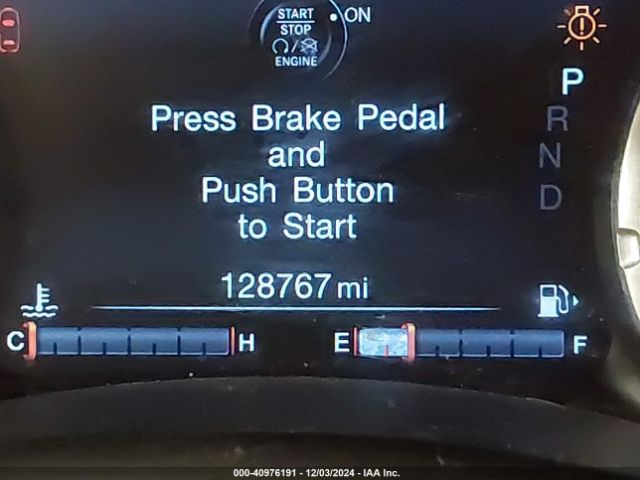 START
STOP
ENGINE
ON
P
R
N
D
Press Brake Pedal
and
Push Button
to Start
128767 mi
C H E F
000-40976191 - 12/03/2024 - IAA Inc.